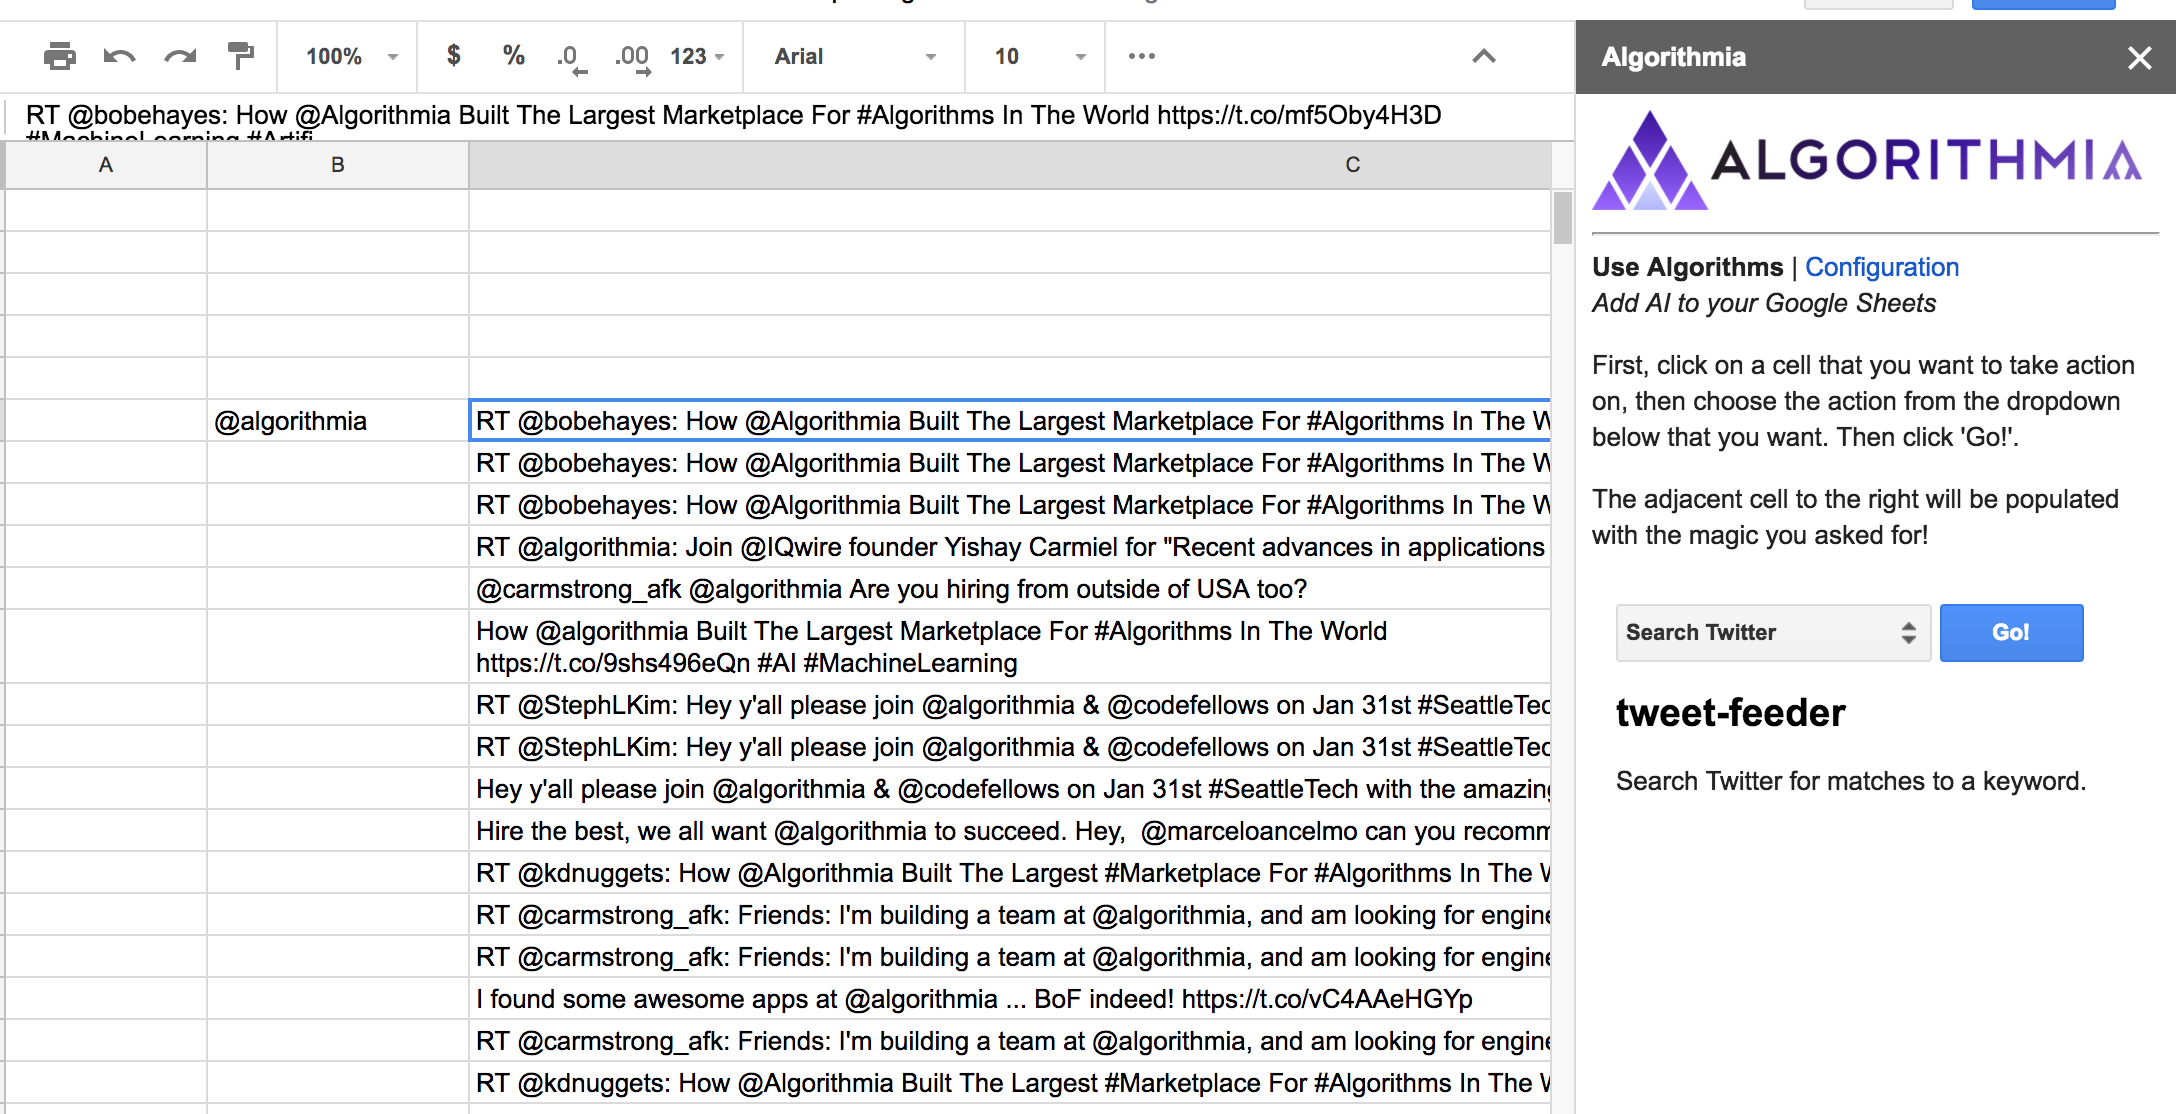 100%
$
%
.0
.00
123
Arial
10
Algorithmia
RT @bobehayes: How @Algorithmia Built The Largest Marketplace For #Algorithms In The World https://t.co/mf5Oby4H3D
#MachineLearning #Artifi
A
B
C
@algorithmia
RT @bobehayes: How @Algorithmia Built The Largest Marketplace For #Algorithms In The W
RT @bobehayes: How @Algorithmia Built The Largest Marketplace For #Algorithms In The W
RT @bobehayes: How @Algorithmia Built The Largest Marketplace For #Algorithms In The W
RT @algorithmia: Join @IQwire founder Yishay Carmiel for "Recent advances in applications
@carmstrong_afk @algorithmia Are you hiring from outside of USA too?
How @algorithmia Built The Largest Marketplace For #Algorithms In The World
https://t.co/9shs496eQn #AI #MachineLearning
RT @StephLKim: Hey y'all please join @algorithmia & @codefellows on Jan 31st #SeattleTec
RT @StephLKim: Hey y'all please join @algorithmia & @codefellows on Jan 31st #SeattleTec
Hey y'all please join @algorithmia & @codefellows on Jan 31st #SeattleTech with the amazing
Hire the best, we all want @algorithmia to succeed. Hey,  @marceloancelmo can you recomm
RT @kdnuggets: How @Algorithmia Built The Largest #Marketplace For #Algorithms In The W
RT @carmstrong_afk: Friends: I'm building a team at @algorithmia, and am looking for engine
RT @carmstrong_afk: Friends: I'm building a team at @algorithmia, and am looking for engine
I found some awesome apps at @algorithmia ... BoF indeed! https://t.co/vC4AAeHGYp
RT @carmstrong_afk: Friends: I'm building a team at @algorithmia, and am looking for engine
RT @kdnuggets: How @Algorithmia Built The Largest #Marketplace For #Algorithms In The W
ALGORITHMIA
Use Algorithms | Configuration
Add AI to your Google Sheets
First, click on a cell that you want to take action
on, then choose the action from the dropdown
below that you want. Then click 'Go!'.
The adjacent cell to the right will be populated
with the magic you asked for!
Search Twitter
Go!
tweet-feeder
Search Twitter for matches to a keyword.